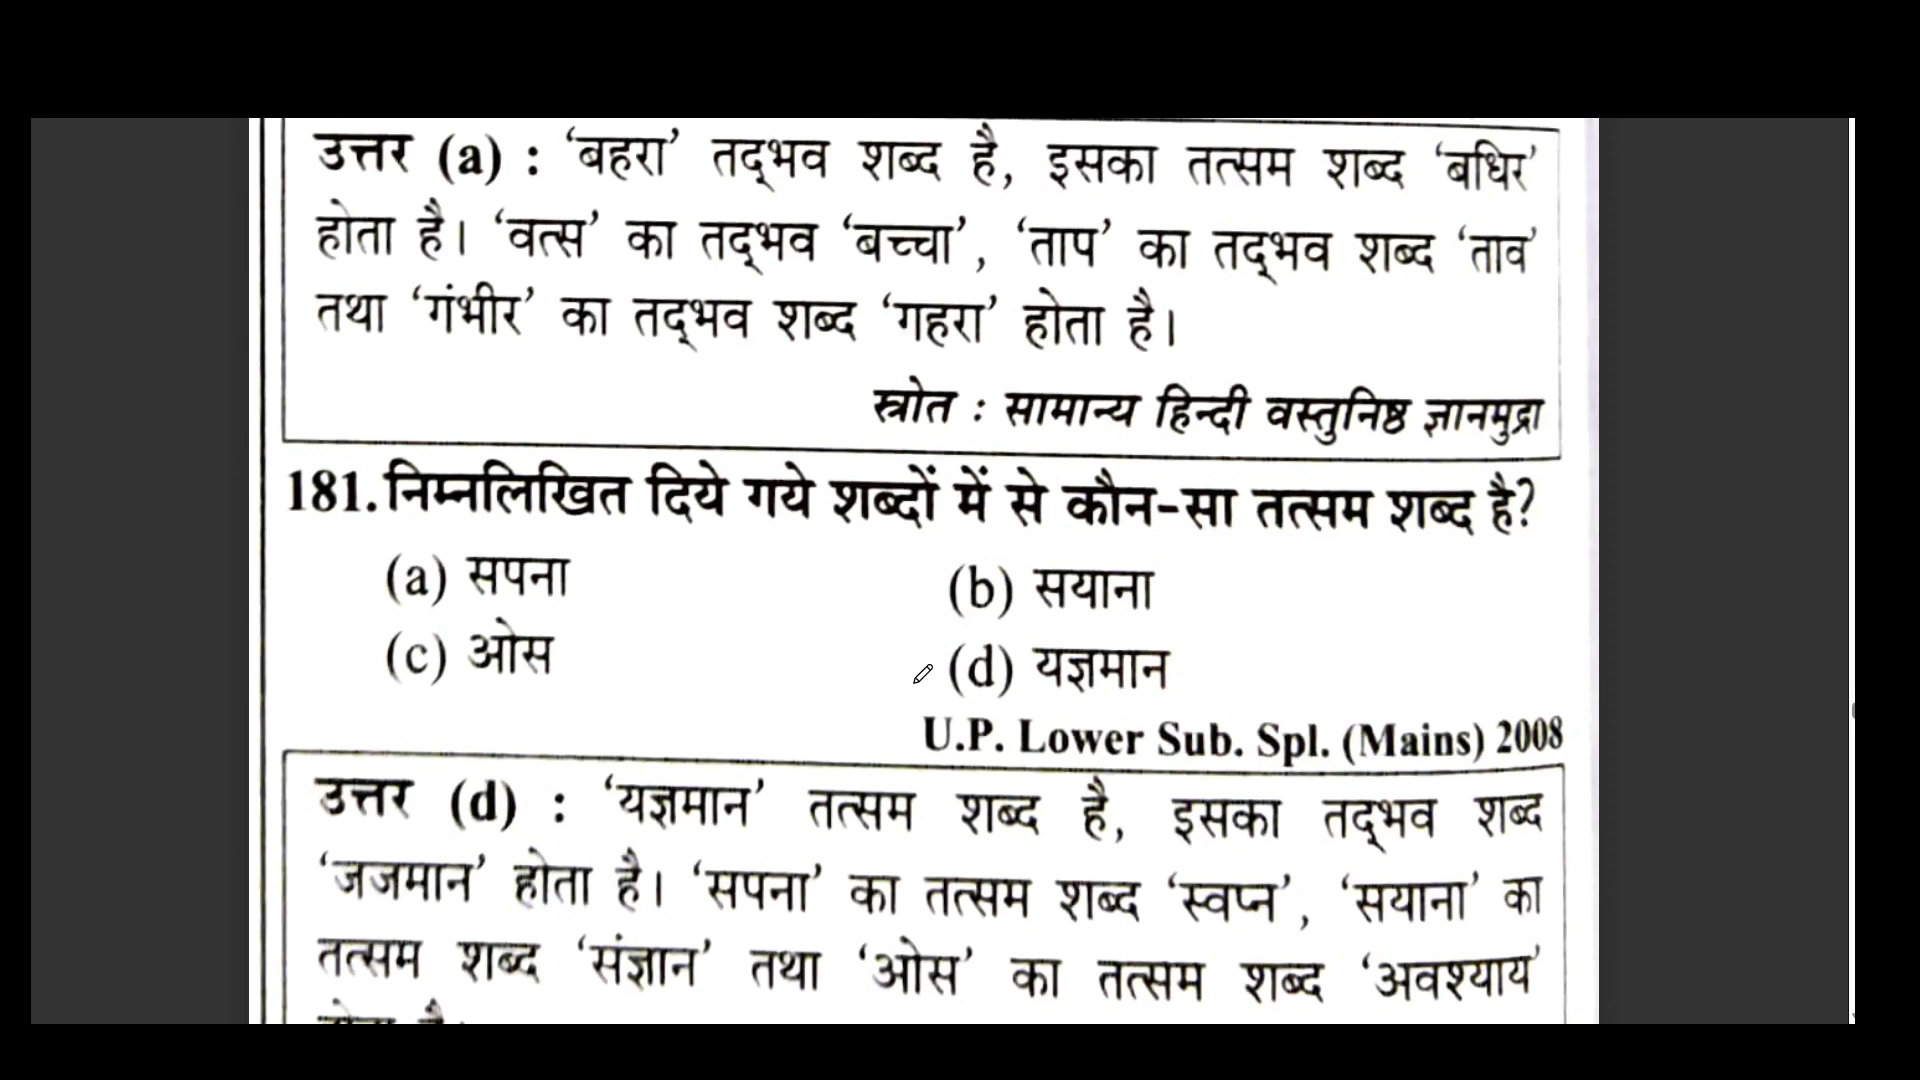 उत्तर (a) : ‘बहरा’ तद्‌भव शब्द है, इसका तत्सम शब्द ‘बधिर’
होता है। ‘वत्स’ का तद्‌भव ‘बच्चा’, ‘ताप’ का तद्‌भव शब्द ‘ताव’
तथा ‘गंभीर’ का तद्‌भव शब्द ‘गहरा’ होता है।
स्रोत : सामान्य हिन्दी वस्तुनिष्ठ ज्ञानमुद्रा
181. निम्नलिखित दिये गये शब्दों में से कौन-सा तत्सम शब्द है?
(a) सपना (b) सयाना
(c) ओस (d) यज्ञमान
U.P. Lower Sub. Spl. (Mains) 2008
उत्तर (d) : ‘यज्ञमान’ तत्सम शब्द है, इसका तद्‌भव शब्द
‘जजमान’ होता है। ‘सपना’ का तत्सम शब्द ‘स्वप्न’, ‘सयाना’ का
तत्सम शब्द ‘संज्ञान’ तथा ‘ओस’ का तत्सम शब्द ‘अवश्याय’